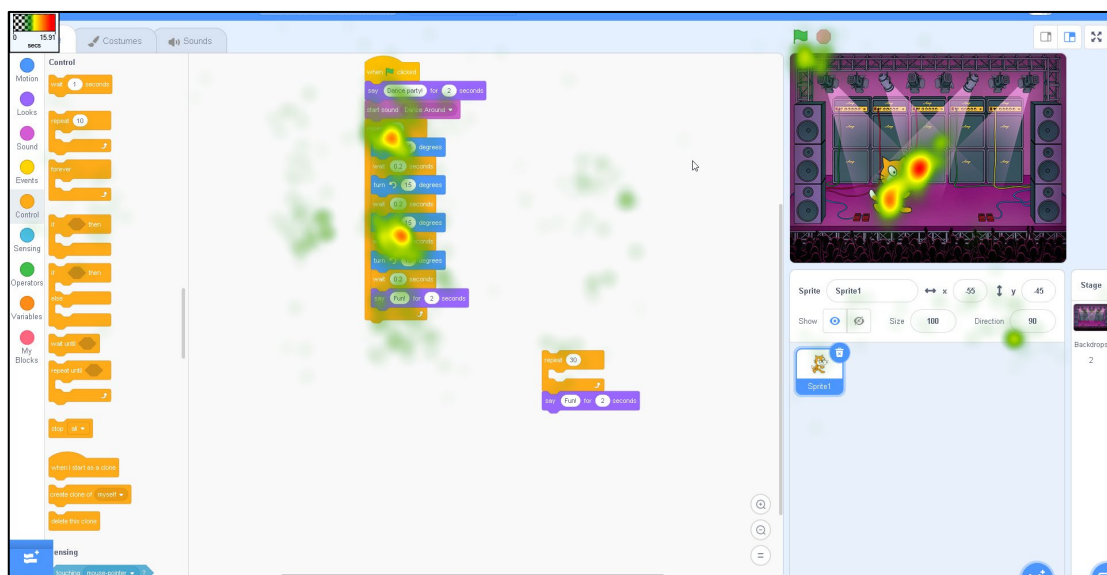 0 15.91
secs
Costumes
Sounds
Motion
Looks
Sound
Events
Control
Sensing
Operators
Variables
My
Blocks
Control
wait 1 seconds
repeat 10
forever
if then
if then
else
wait until
repeat until
stop all
when I start as a clone
create clone of myself
delete this clone
Sensing
touching mouse-pointer ?
when clicked
say Dance party! for 2 seconds
start sound Dance Around
degrees
wait 0.2 seconds
turn 15 degrees
wait 0.2 seconds
15 degrees
seconds
turn degrees
wait 0.2 seconds
say Fun! for 2 seconds
repeat 30
say Fun! for 2 seconds
Sprite Sprite1 x -55 y -45
Show Size 100 Direction 90
Sprite1
Stage
Backdrops
2